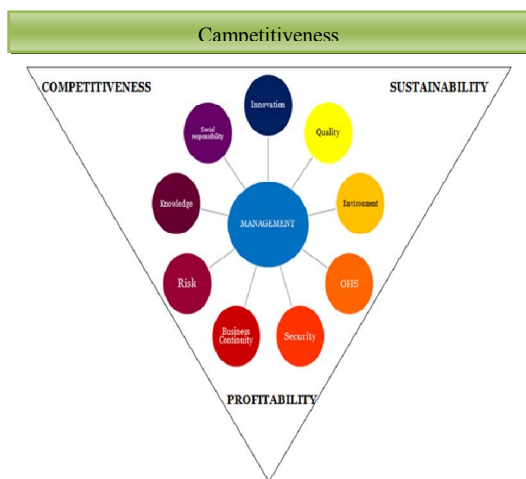 Campetitiveness
COMPETITIVENESS
SUSTAINABILITY
Innovation
Social
responsibility
Quality
Knowledge
Environment
MANAGEMENT
Risk
OHS
Business
Continuity
Security
PROFITABILITY